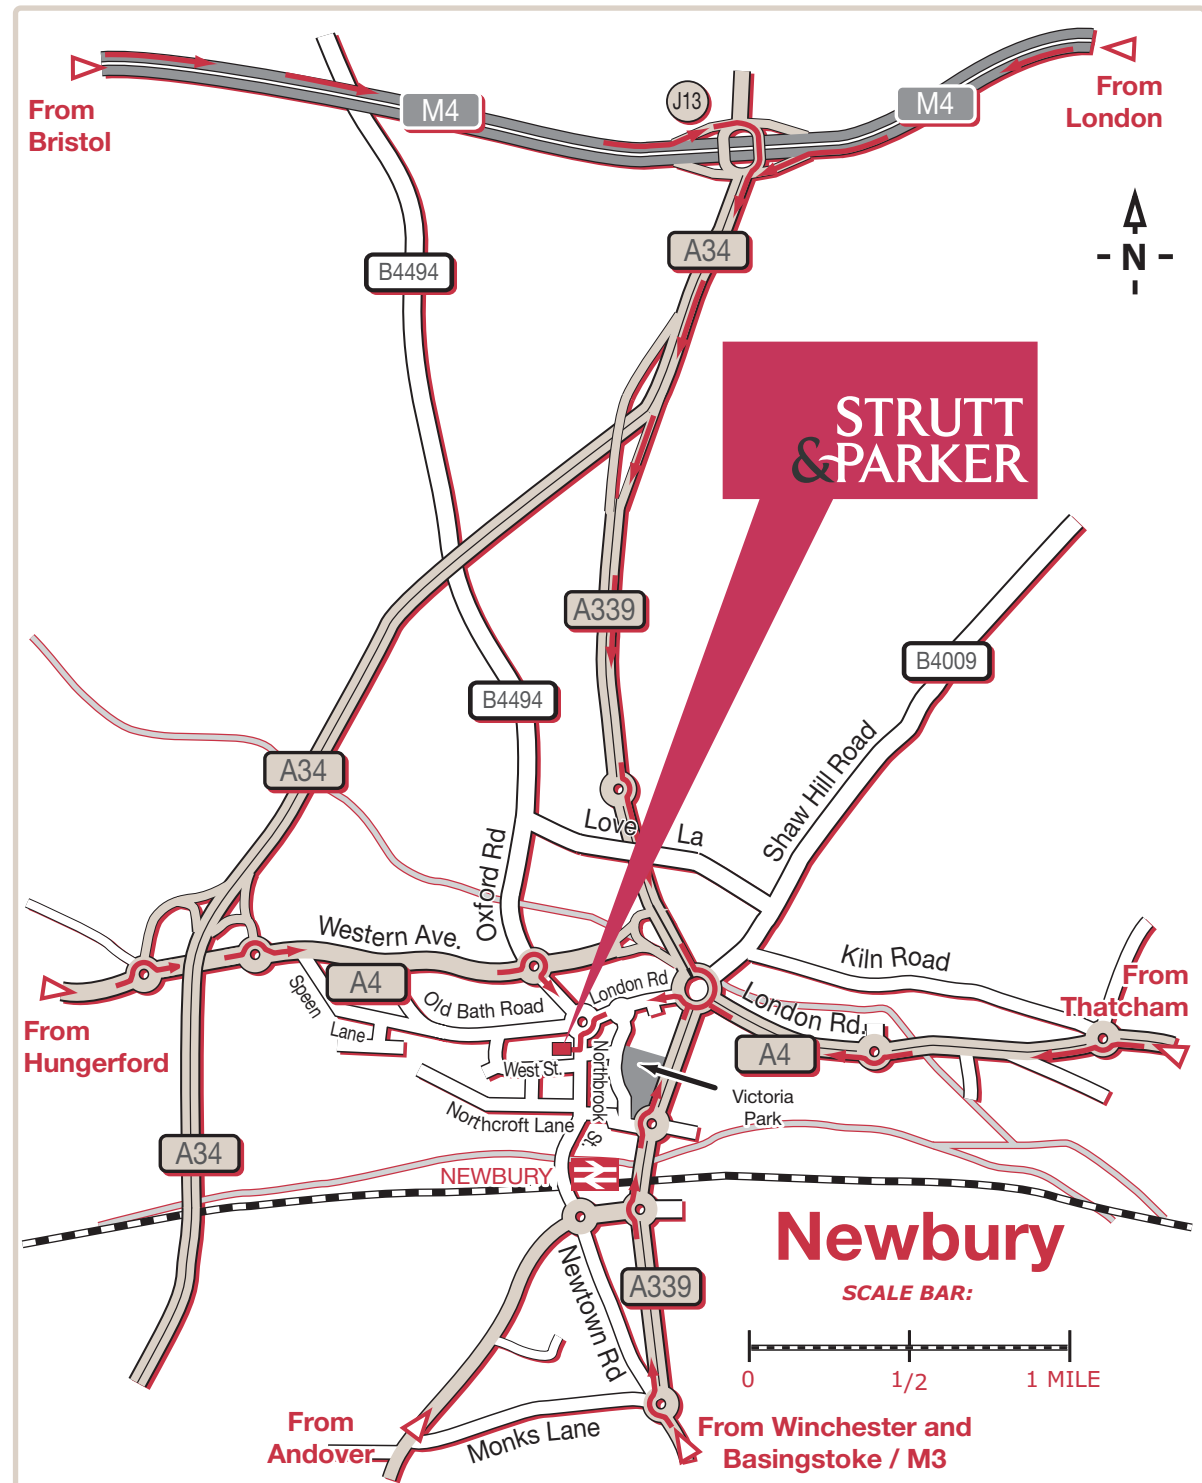 From
Bristol
M4
J13
M4
From
London
A34
B4494
N
STRUTT
&PARKER
A339
B4009
B4494
A34
Shaw Hill Road
Love La
Oxford Rd
Western Ave.
A4
Kiln Road
From
Thatcham
Speen
Lane
Old Bath Road
London Rd
London Rd.
A4
From
Hungerford
West St.
Northbrook
St.
Northcroft Lane
Victoria
Park
A34
NEWBURY
Newbury
SCALE BAR:
0
1/2
1 MILE
A339
Newtown Rd
Monks Lane
From
Andover
From Winchester and
Basingstoke / M3